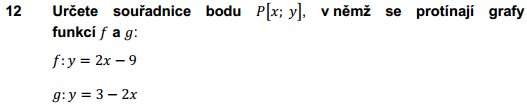 12 Určete souřadnice bodu P[x; y], v němž se protínají grafy
funkcí f a g:
f: y = 2x − 9
g: y = 3 − 2x